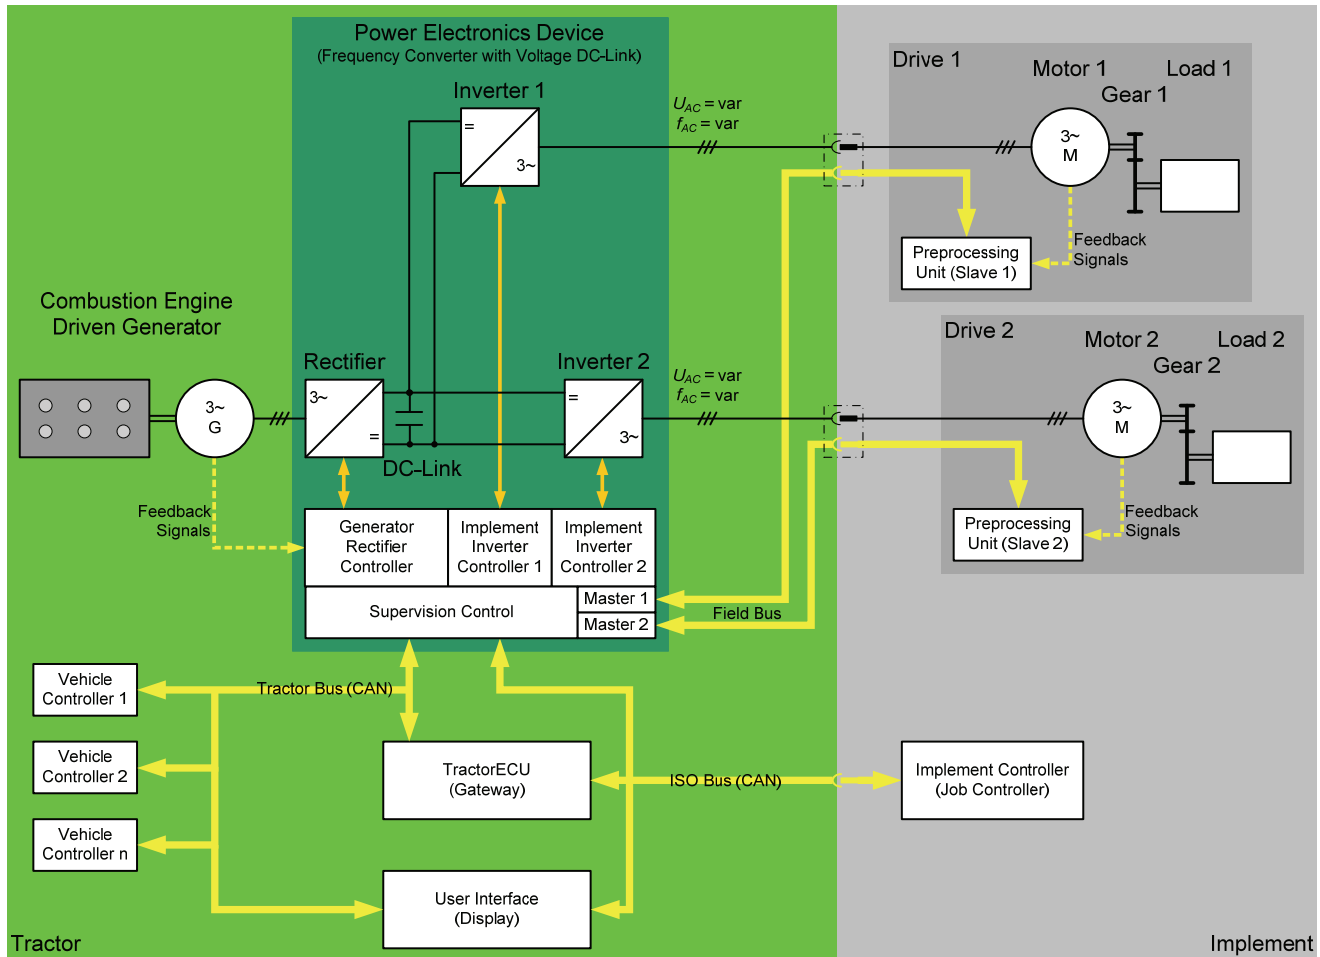 Power Electronics Device
(Frequency Converter with Voltage DC-Link)
Inverter 1
=
3~
U_AC = var
f_AC = var
Drive 1
Motor 1
Load 1
Gear 1
3~
M
Feedback
Signals
Preprocessing
Unit (Slave 1)
Combustion Engine
Driven Generator
3~
G
Rectifier
3~
=
DC-Link
Inverter 2
=
3~
U_AC = var
f_AC = var
Drive 2
Motor 2
Load 2
Gear 2
3~
M
Feedback
Signals
Preprocessing
Unit (Slave 2)
Feedback
Signals
Generator
Rectifier
Controller
Implement
Inverter
Controller 1
Implement
Inverter
Controller 2
Supervision Control
Master 1
Master 2
Field Bus
Vehicle
Controller 1
Tractor Bus (CAN)
Vehicle
Controller 2
TractorECU
(Gateway)
ISO Bus (CAN)
Implement Controller
(Job Controller)
Vehicle
Controller n
User Interface
(Display)
Tractor
Implement